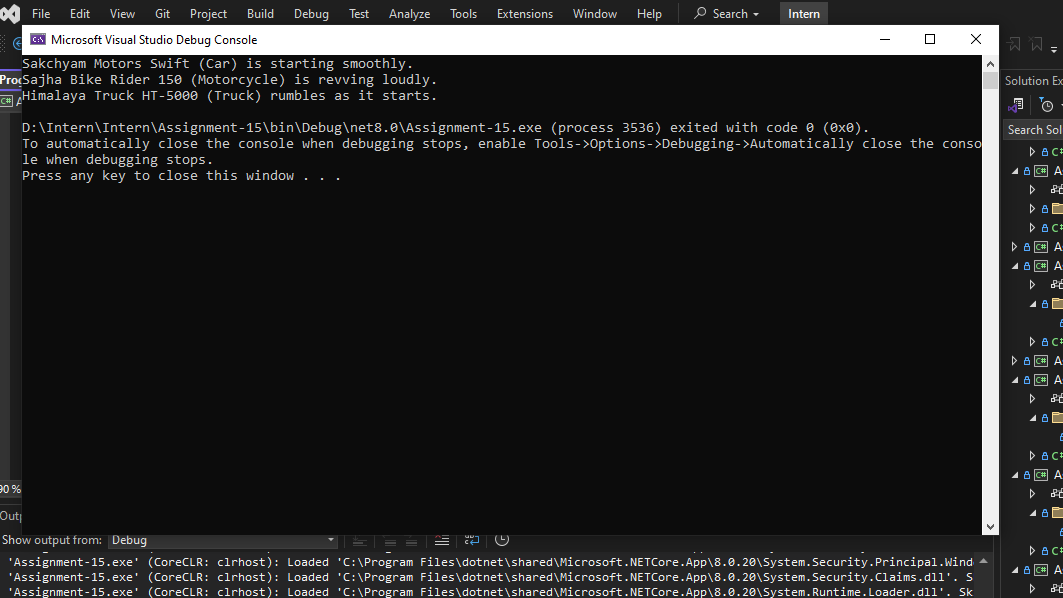 File Edit View Git Project Build Debug Test Analyze Tools Extensions Window Help Search Intern
Microsoft Visual Studio Debug Console
Sakchyam Motors Swift (Car) is starting smoothly.
Sajha Bike Rider 150 (Motorcycle) is revving loudly.
Himalaya Truck HT-5000 (Truck) rumbles as it starts.
D:\Intern\Intern\Assignment-15\bin\Debug\net8.0\Assignment-15.exe (process 3536) exited with code 0 (0x0).
To automatically close the console when debugging stops, enable Tools->Options->Debugging->Automatically close the conso
le when debugging stops.
Press any key to close this window . . .
Solution Ex
Search Sol
90 %
Show output from: Debug
'Assignment-15.exe' (CoreCLR: clrhost): Loaded 'C:\Program Files\dotnet\shared\Microsoft.NETCore.App\8.0.20\System.Security.Principal.Wind
'Assignment-15.exe' (CoreCLR: clrhost): Loaded 'C:\Program Files\dotnet\shared\Microsoft.NETCore.App\8.0.20\System.Security.Claims.dll'. S
'Assignment-15.exe' (CoreCLR: clrhost): Loaded 'C:\Program Files\dotnet\shared\Microsoft.NETCore.App\8.0.20\System.Runtime.Loader.dll'. Sk